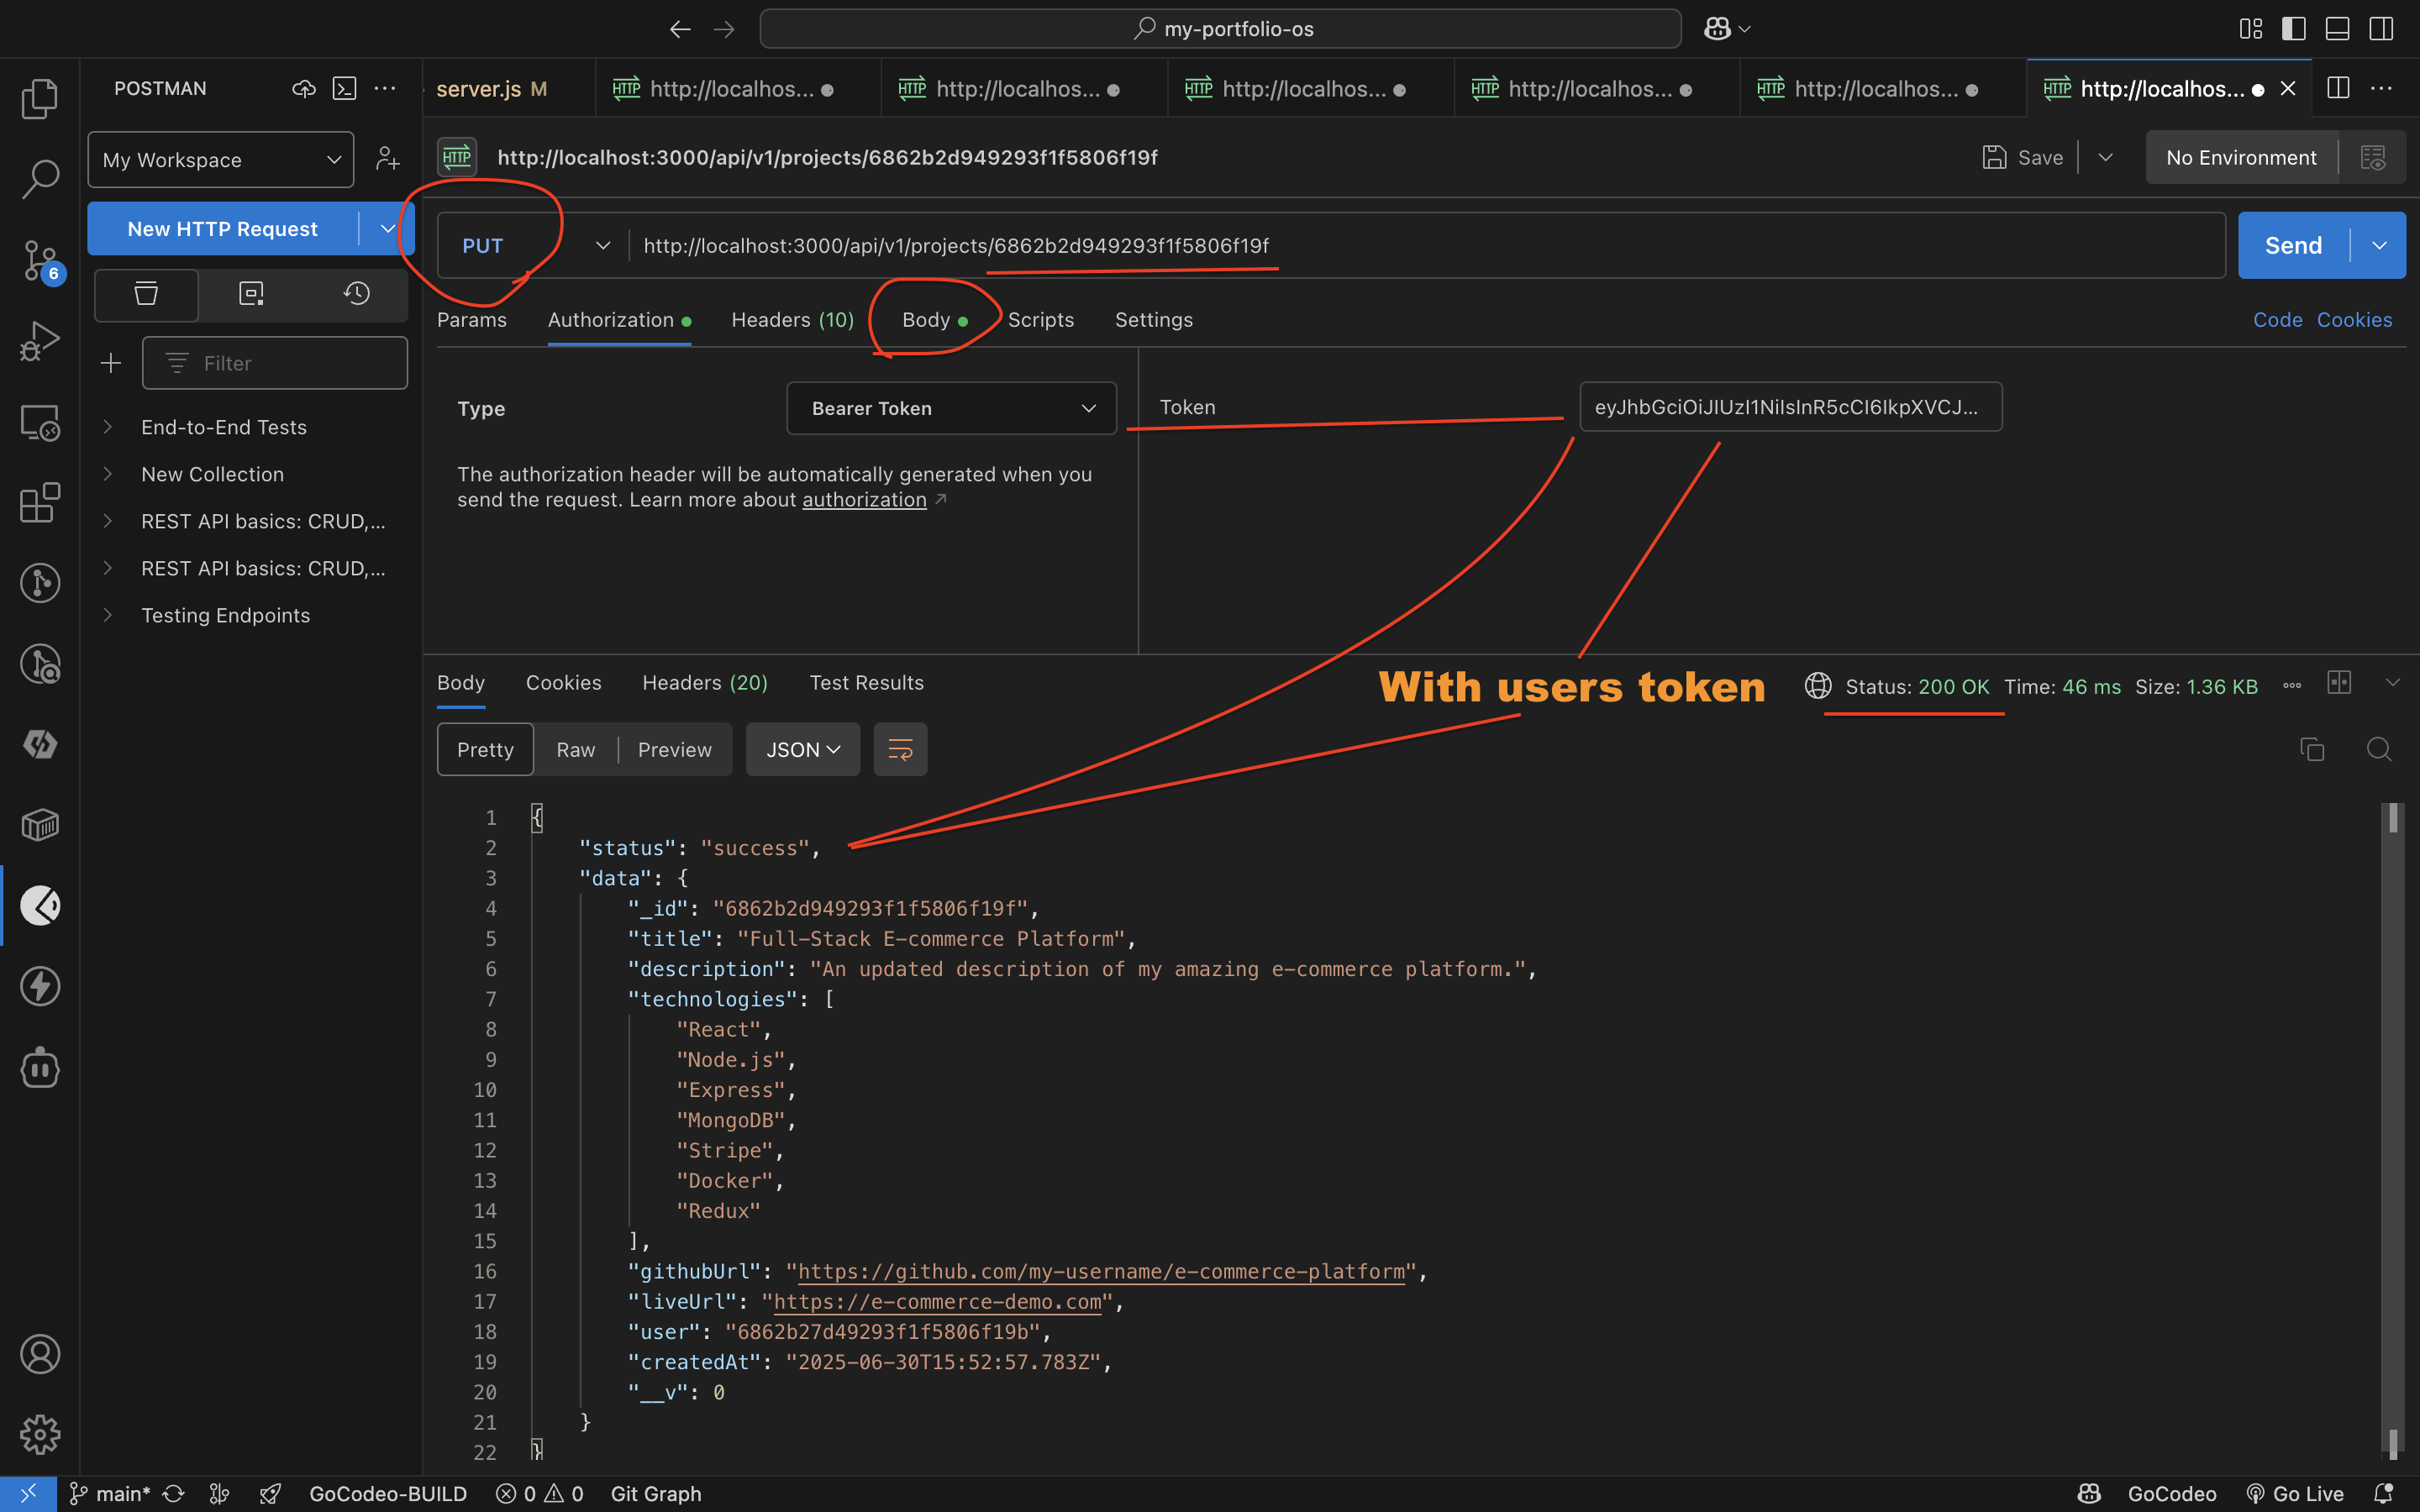 my-portfolio-os
POSTMAN
server.js M
http://localhos...
http://localhos...
http://localhos...
http://localhos...
http://localhos...
http://localhos...
My Workspace
HTTP http://localhost:3000/api/v1/projects/6862b2d949293f1f5806f19f
Save
No Environment
New HTTP Request
PUT
http://localhost:3000/api/v1/projects/6862b2d949293f1f5806f19f
Send
6
Params Authorization Headers (10) Body Scripts Settings
Code Cookies
Filter
End-to-End Tests
New Collection
REST API basics: CRUD,...
REST API basics: CRUD,...
Testing Endpoints
Type
Bearer Token
Token
eyJhbGciOiJIUzI1NiIsInR5cCI6IkpXVCJ...
The authorization header will be automatically generated when you
send the request. Learn more about authorization
Body Cookies Headers (20) Test Results
With users token
Status: 200 OK Time: 46 ms Size: 1.36 KB
Pretty Raw Preview JSON
1 {
2 "status": "success",
3 "data": {
4 "_id": "6862b2d949293f1f5806f19f",
5 "title": "Full-Stack E-commerce Platform",
6 "description": "An updated description of my amazing e-commerce platform.",
7 "technologies": [
8 "React",
9 "Node.js",
10 "Express",
11 "MongoDB",
12 "Stripe",
13 "Docker",
14 "Redux"
15 ],
16 "githubUrl": "https://github.com/my-username/e-commerce-platform",
17 "liveUrl": "https://e-commerce-demo.com",
18 "user": "6862b27d49293f1f5806f19b",
19 "createdAt": "2025-06-30T15:52:57.783Z",
20 "__v": 0
21 }
22 }
main* GoCodeo-BUILD 0 0 Git Graph
GoCodeo Go Live